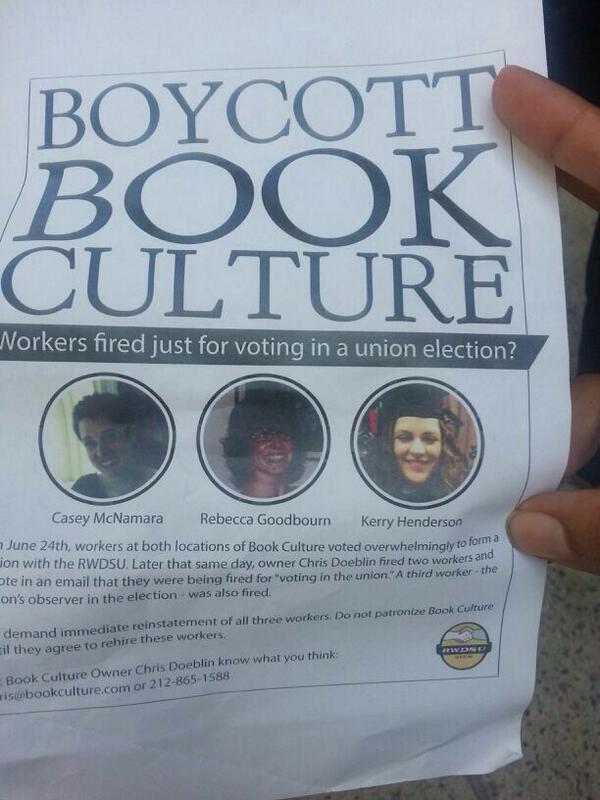 BOYCOTT
BOOK
CULTURE
Workers fired just for voting in a union election?
Casey McNamara Rebecca Goodbourn Kerry Henderson
June 24th, workers at both locations of Book Culture voted overwhelmingly to form a
ion with the RWDSU. Later that same day, owner Chris Doeblin fired two workers and
ote in an email that they were being fired for "voting in the union." A third worker - the
on's observer in the election - was also fired.
demand immediate reinstatement of all three workers. Do not patronize Book Culture
til they agree to rehire these workers.
Book Culture Owner Chris Doeblin know what you think:
ris@bookculture.com or 212-865-1588
RWDSU